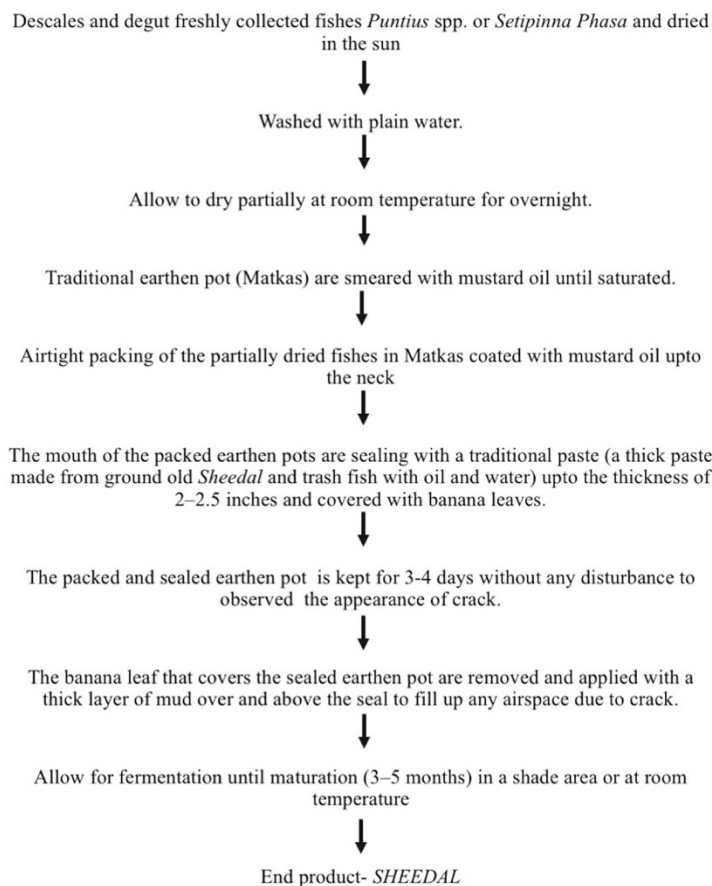 Descales and degut freshly collected fishes Puntius spp. or Setipinna Phasa and dried
in the sun
Washed with plain water.
Allow to dry partially at room temperature for overnight.
Traditional earthen pot (Matkas) are smeared with mustard oil until saturated.
Airtight packing of the partially dried fishes in Matkas coated with mustard oil upto
the neck
The mouth of the packed earthen pots are sealing with a traditional paste (a thick paste
made from ground old Sheedal and trash fish with oil and water) upto the thickness of
2–2.5 inches and covered with banana leaves.
The packed and sealed earthen pot is kept for 3-4 days without any disturbance to
observed the appearance of crack.
The banana leaf that covers the sealed earthen pot are removed and applied with a
thick layer of mud over and above the seal to fill up any airspace due to crack.
Allow for fermentation until maturation (3–5 months) in a shade area or at room
temperature
End product- SHEEDAL